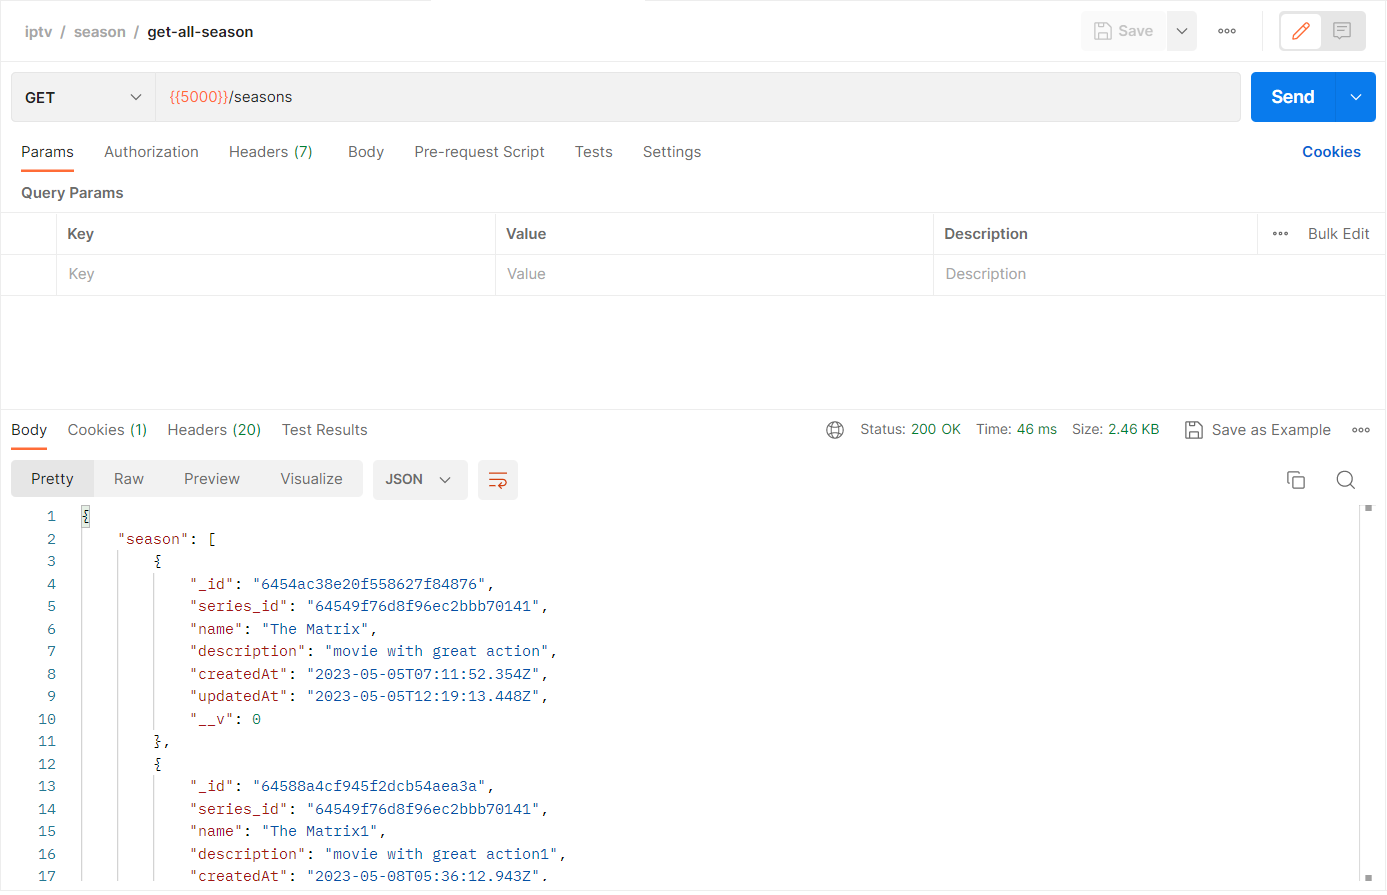 iptv / season / get-all-season
Save
GET
{{5000}}/seasons
Send
Params Authorization Headers (7) Body Pre-request Script Tests Settings Cookies
Query Params
Key Value Description Bulk Edit
Key Value Description
Body Cookies (1) Headers (20) Test Results Status: 200 OK Time: 46 ms Size: 2.46 KB Save as Example
Pretty Raw Preview Visualize JSON
1 {
2 "season": [
3 {
4 "_id": "6454ac38e20f558627f84876",
5 "series_id": "64549f76d8f96ec2bbb70141",
6 "name": "The Matrix",
7 "description": "movie with great action",
8 "createdAt": "2023-05-05T07:11:52.354Z",
9 "updatedAt": "2023-05-05T12:19:13.448Z",
10 "__v": 0
11 },
12 {
13 "_id": "64588a4cf945f2dcb54aea3a",
14 "series_id": "64549f76d8f96ec2bbb70141",
15 "name": "The Matrix1",
16 "description": "movie with great action1",
17 "createdAt": "2023-05-08T05:36:12.943Z",